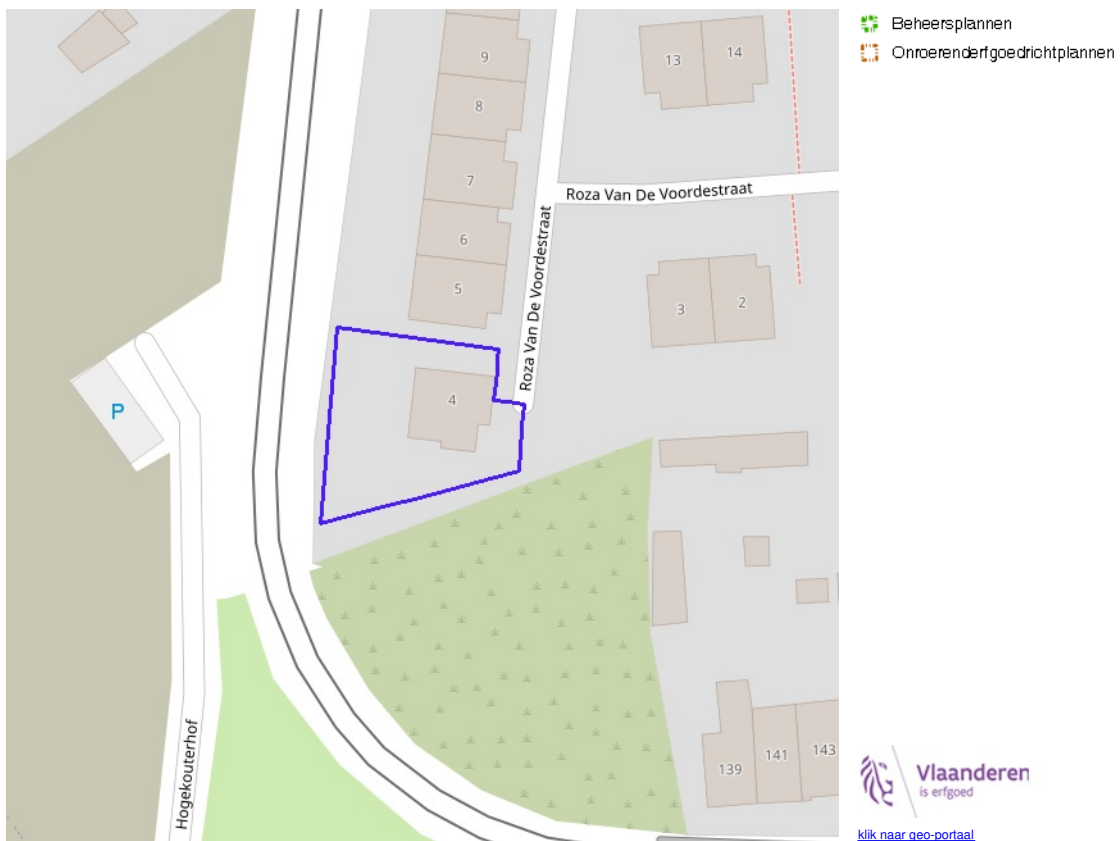 Beheersplannen
Onroerenderfgoedrichtplannen
9
13
14
8
7
Roza Van De Voordestraat
6
5
Roza Van De Voordestraat
3
2
4
P
Hogekouterhof
139
141
143
Vlaanderen
is erfgoed
klik naar geo-portaal